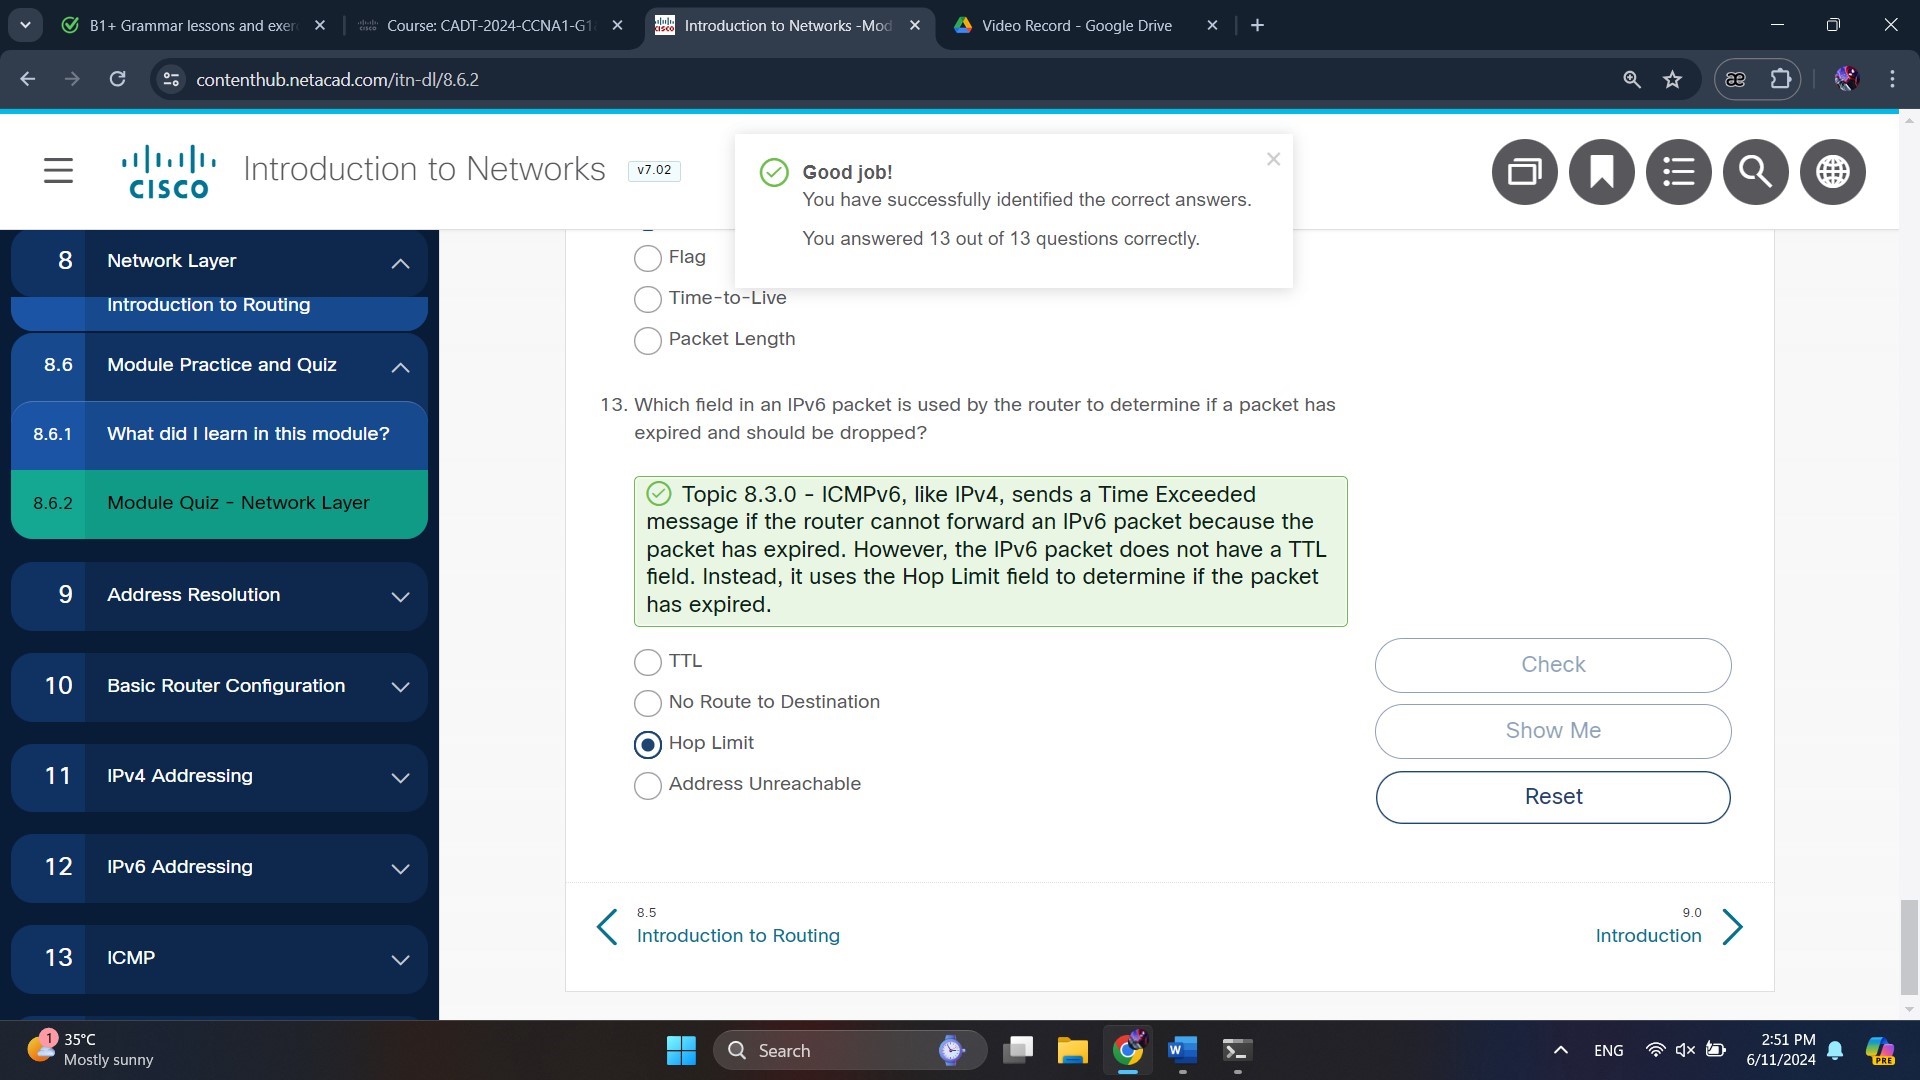 B1+ Grammar lessons and exer
Course: CADT-2024-CCNA1-G1
Introduction to Networks -Mod
Video Record - Google Drive
contenthub.netacad.com/itn-dl/8.6.2
æ
CISCO
Introduction to Networks
v7.02
Good job!
You have successfully identified the correct answers.
You answered 13 out of 13 questions correctly.
8 Network Layer
Introduction to Routing
8.6 Module Practice and Quiz
8.6.1 What did I learn in this module?
8.6.2 Module Quiz - Network Layer
9 Address Resolution
10 Basic Router Configuration
11 IPv4 Addressing
12 IPv6 Addressing
13 ICMP
Flag
Time-to-Live
Packet Length
13. Which field in an IPv6 packet is used by the router to determine if a packet has
expired and should be dropped?
Topic 8.3.0 - ICMPv6, like IPv4, sends a Time Exceeded
message if the router cannot forward an IPv6 packet because the
packet has expired. However, the IPv6 packet does not have a TTL
field. Instead, it uses the Hop Limit field to determine if the packet
has expired.
TTL
No Route to Destination
Hop Limit
Address Unreachable
Check
Show Me
Reset
8.5
Introduction to Routing
9.0
Introduction
1
35°C
Mostly sunny
Search
W
ENG
2:51 PM
6/11/2024
PRE